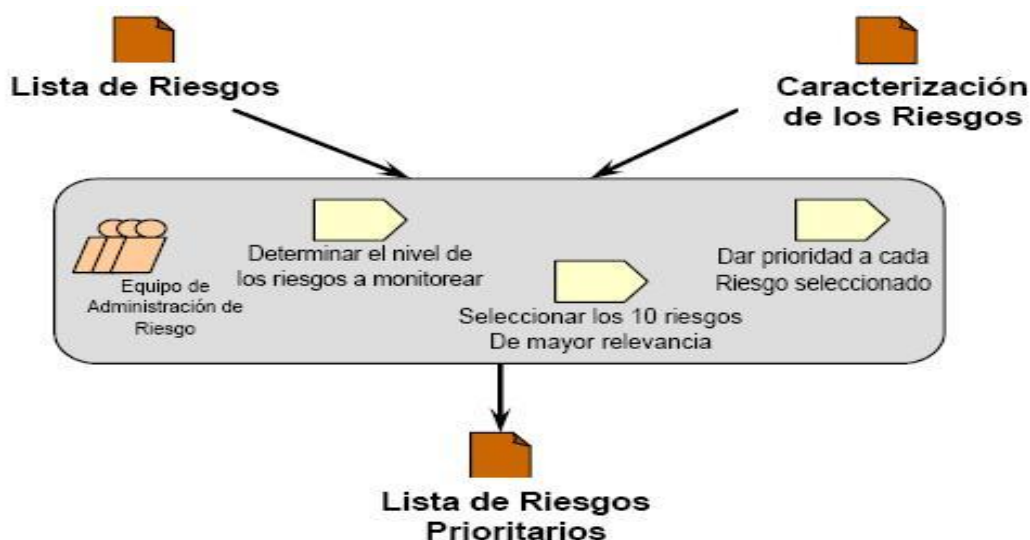 Lista de Riesgos
Caracterización
de los Riesgos
Equipo de
Administración de
Riesgo
Determinar el nivel de
los riesgos a monitorear
Seleccionar los 10 riesgos
De mayor relevancia
Dar prioridad a cada
Riesgo seleccionado
Lista de Riesgos
Prioritarios